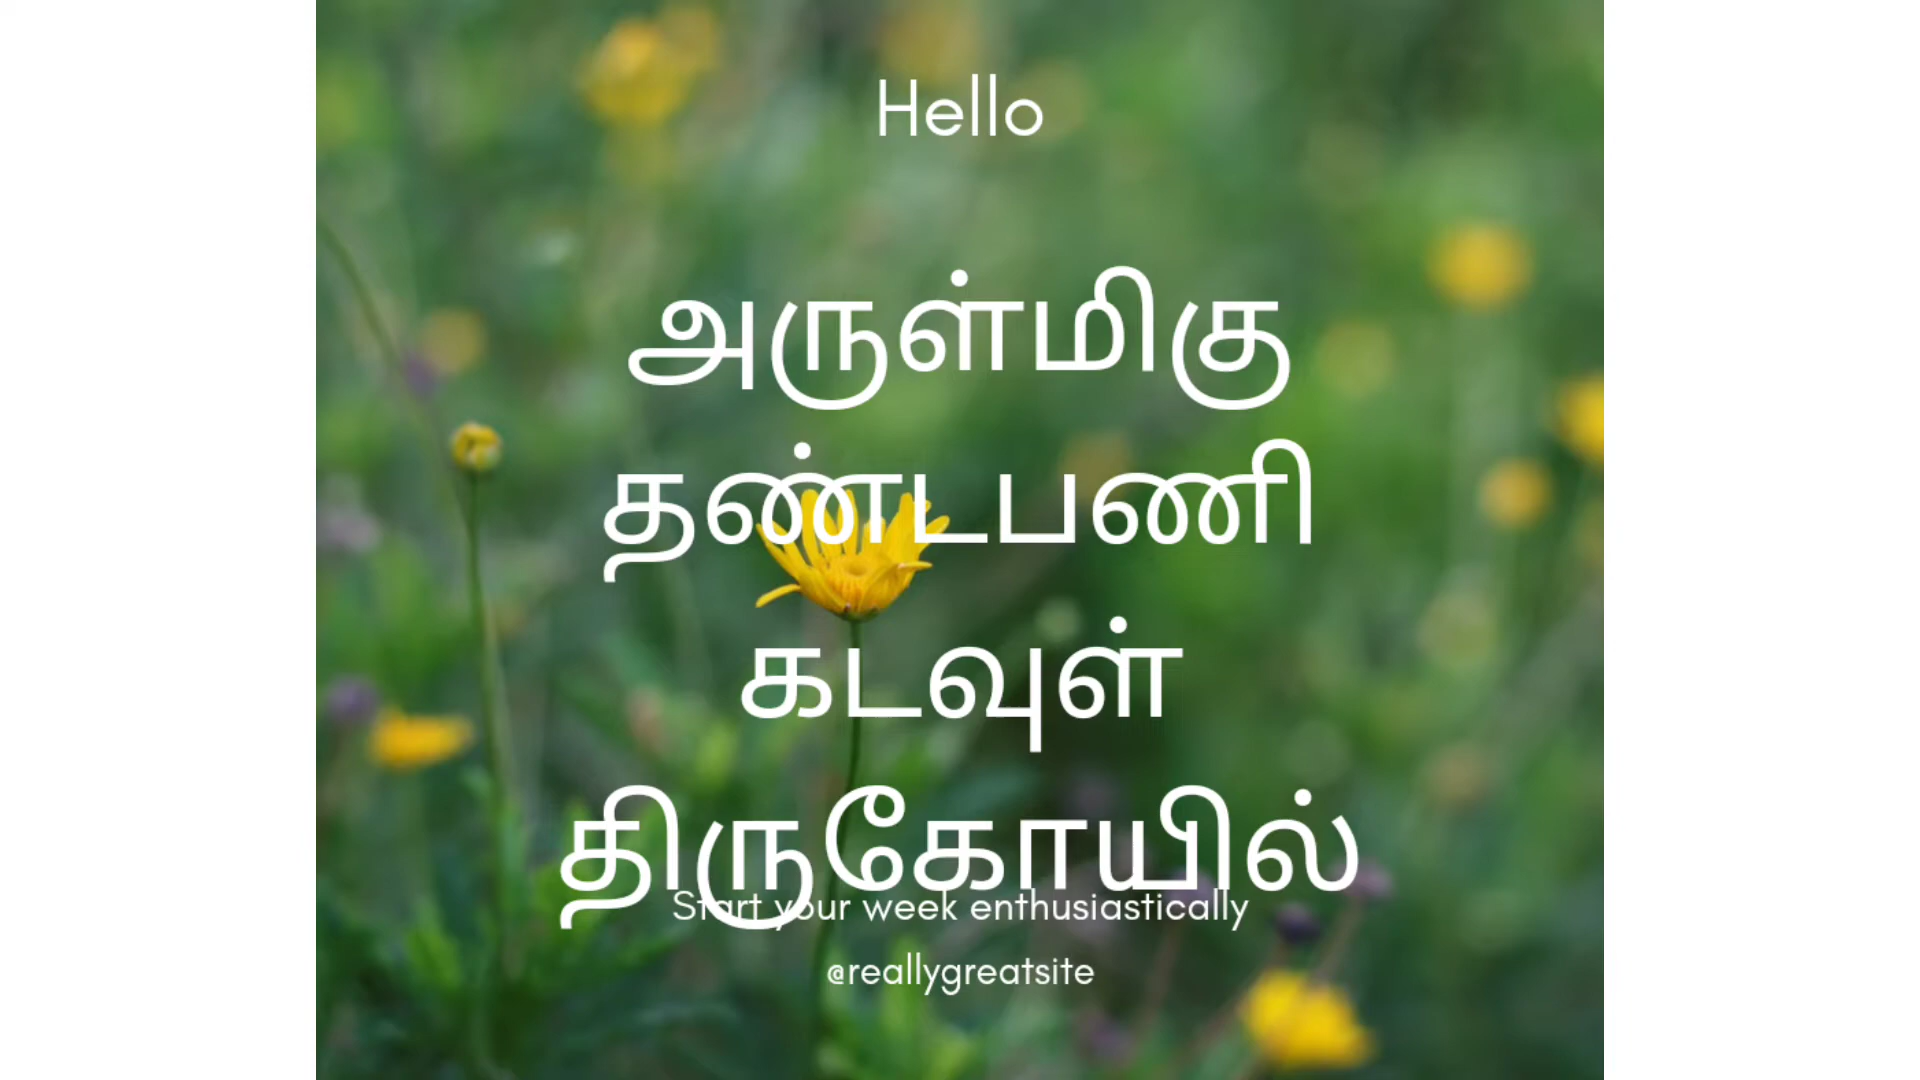 Hello
அருள்மிகு
தண்டபணி
கடவுள்
திருகோயில்
Start your week enthusiastically
@reallygreatsite